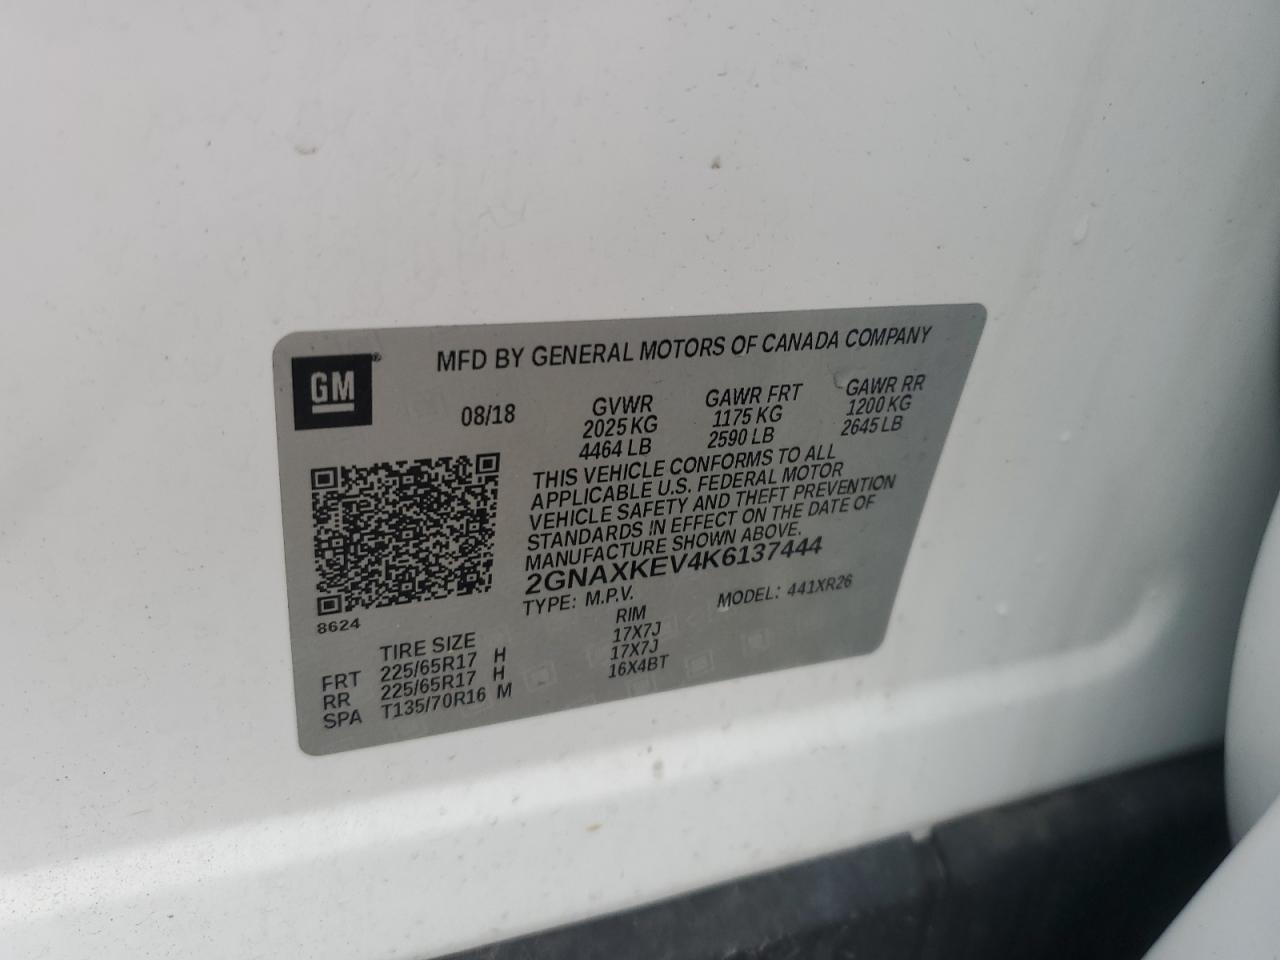 GM
MFD BY GENERAL MOTORS OF CANADA COMPANY
08/18
GVWR GAWR FRT GAWR RR
2025 KG 1175 KG 1200 KG
4464 LB 2590 LB 2645 LB
THIS VEHICLE CONFORMS TO ALL
APPLICABLE U.S. FEDERAL MOTOR
VEHICLE SAFETY AND THEFT PREVENTION
STANDARDS IN EFFECT ON THE DATE OF
MANUFACTURE SHOWN ABOVE.
2GNAXKEV4K6137444
TYPE: M.P.V. MODEL: 441XR26
8624
TIRE SIZE RIM
FRT 225/65R17 H 17X7J
RR 225/65R17 H 17X7J
SPA T135/70R16 M 16X4BT